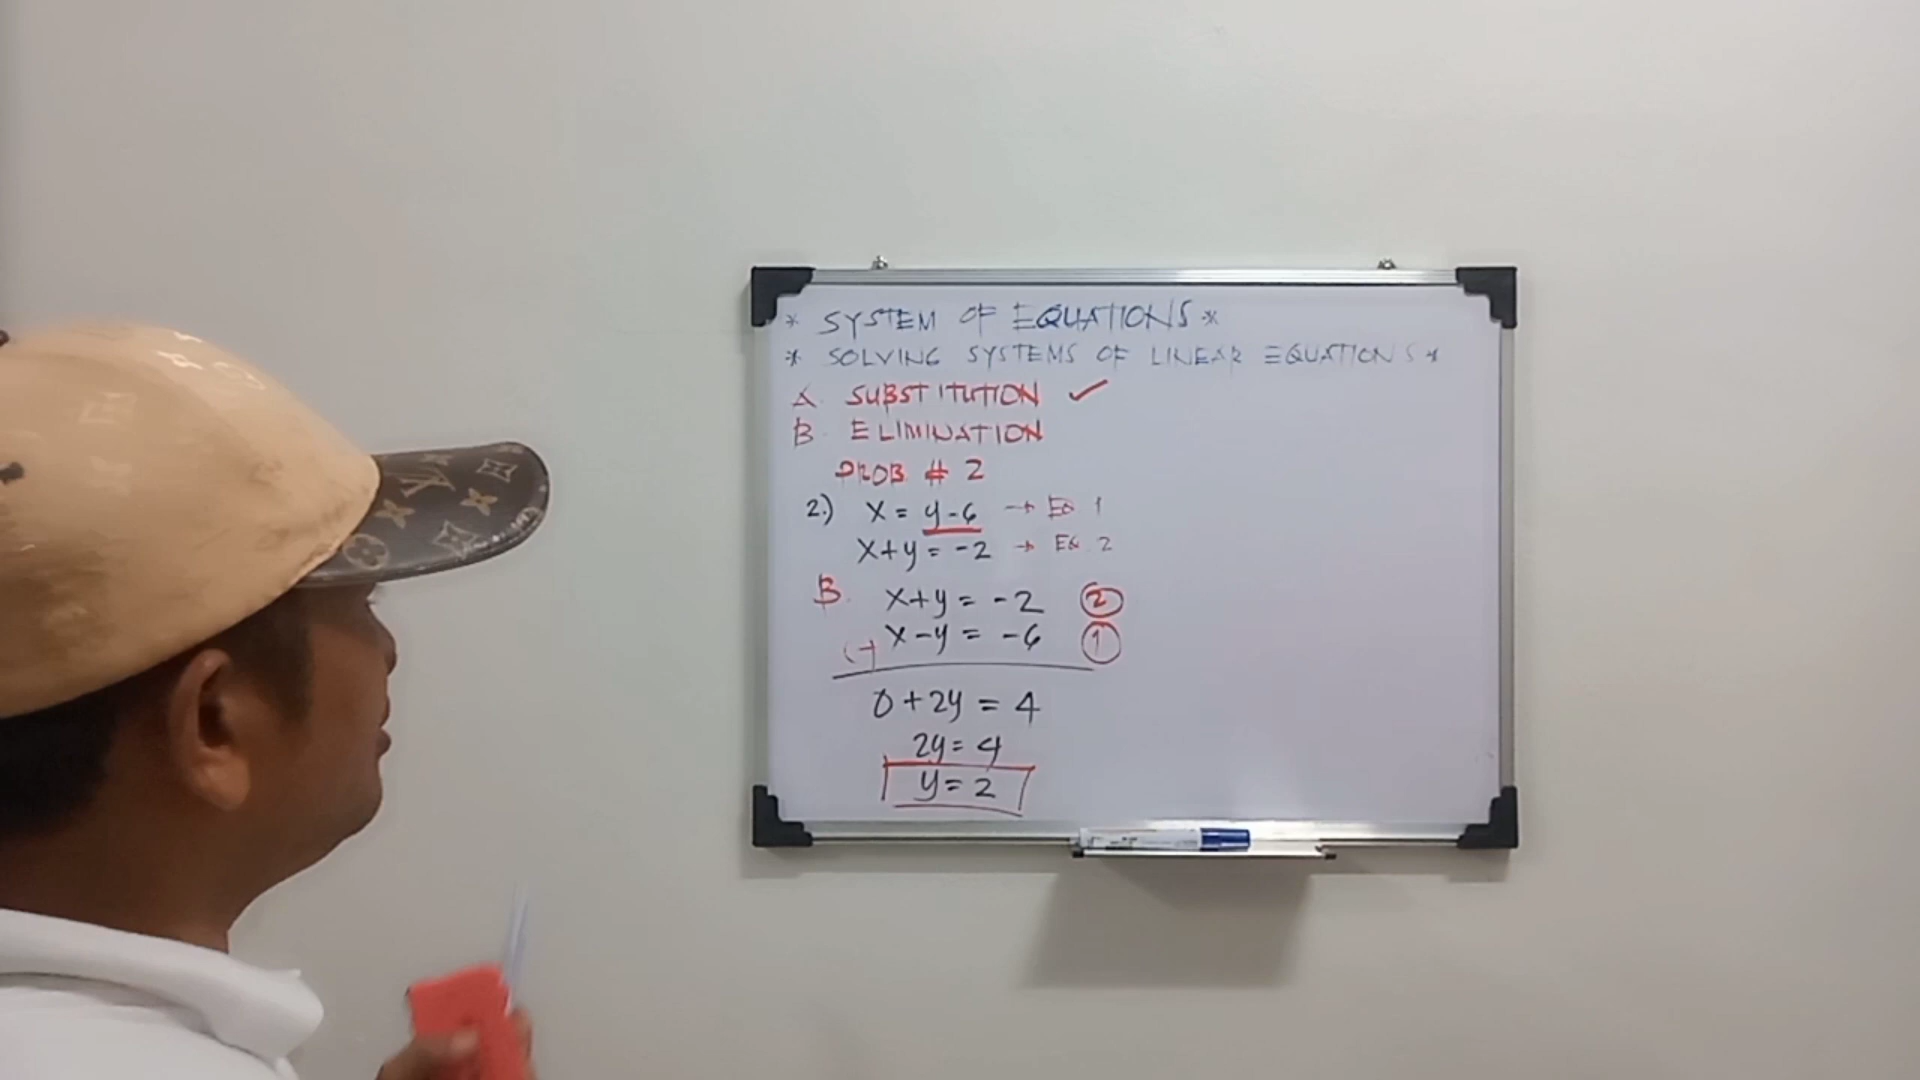 * SYSTEM OF EQUATIONS *
* SOLVING SYSTEMS OF LINEAR EQUATIONS *
A. SUBSTITUTION ✓
B. ELIMINATION
PROB # 2
2.) x = y - 6 → EQ 1
x + y = -2 → EQ. 2
B. x + y = -2 ②
(-) x - y = -6 ①
0 + 2y = 4
2y = 4
y = 2